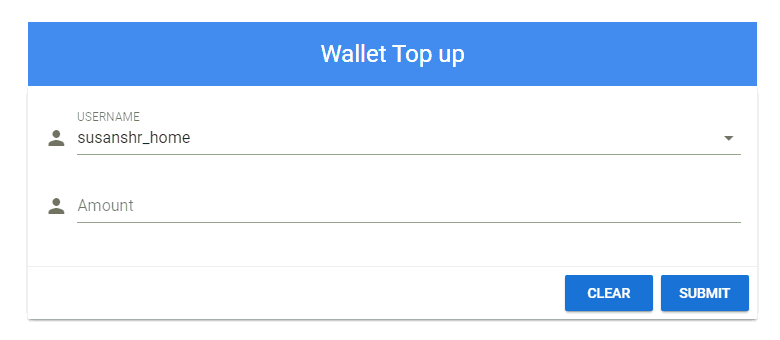 Wallet Top up
USERNAME
susanshr_home
Amount
CLEAR SUBMIT